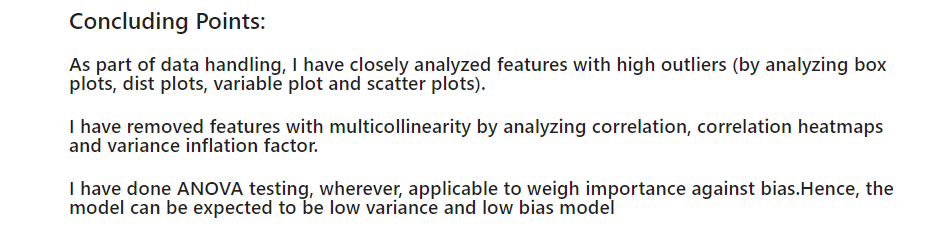 Concluding Points:
As part of data handling, I have closely analyzed features with high outliers (by analyzing box
plots, dist plots, variable plot and scatter plots).
I have removed features with multicollinearity by analyzing correlation, correlation heatmaps
and variance inflation factor.
I have done ANOVA testing, wherever, applicable to weigh importance against bias.Hence, the
model can be expected to be low variance and low bias model